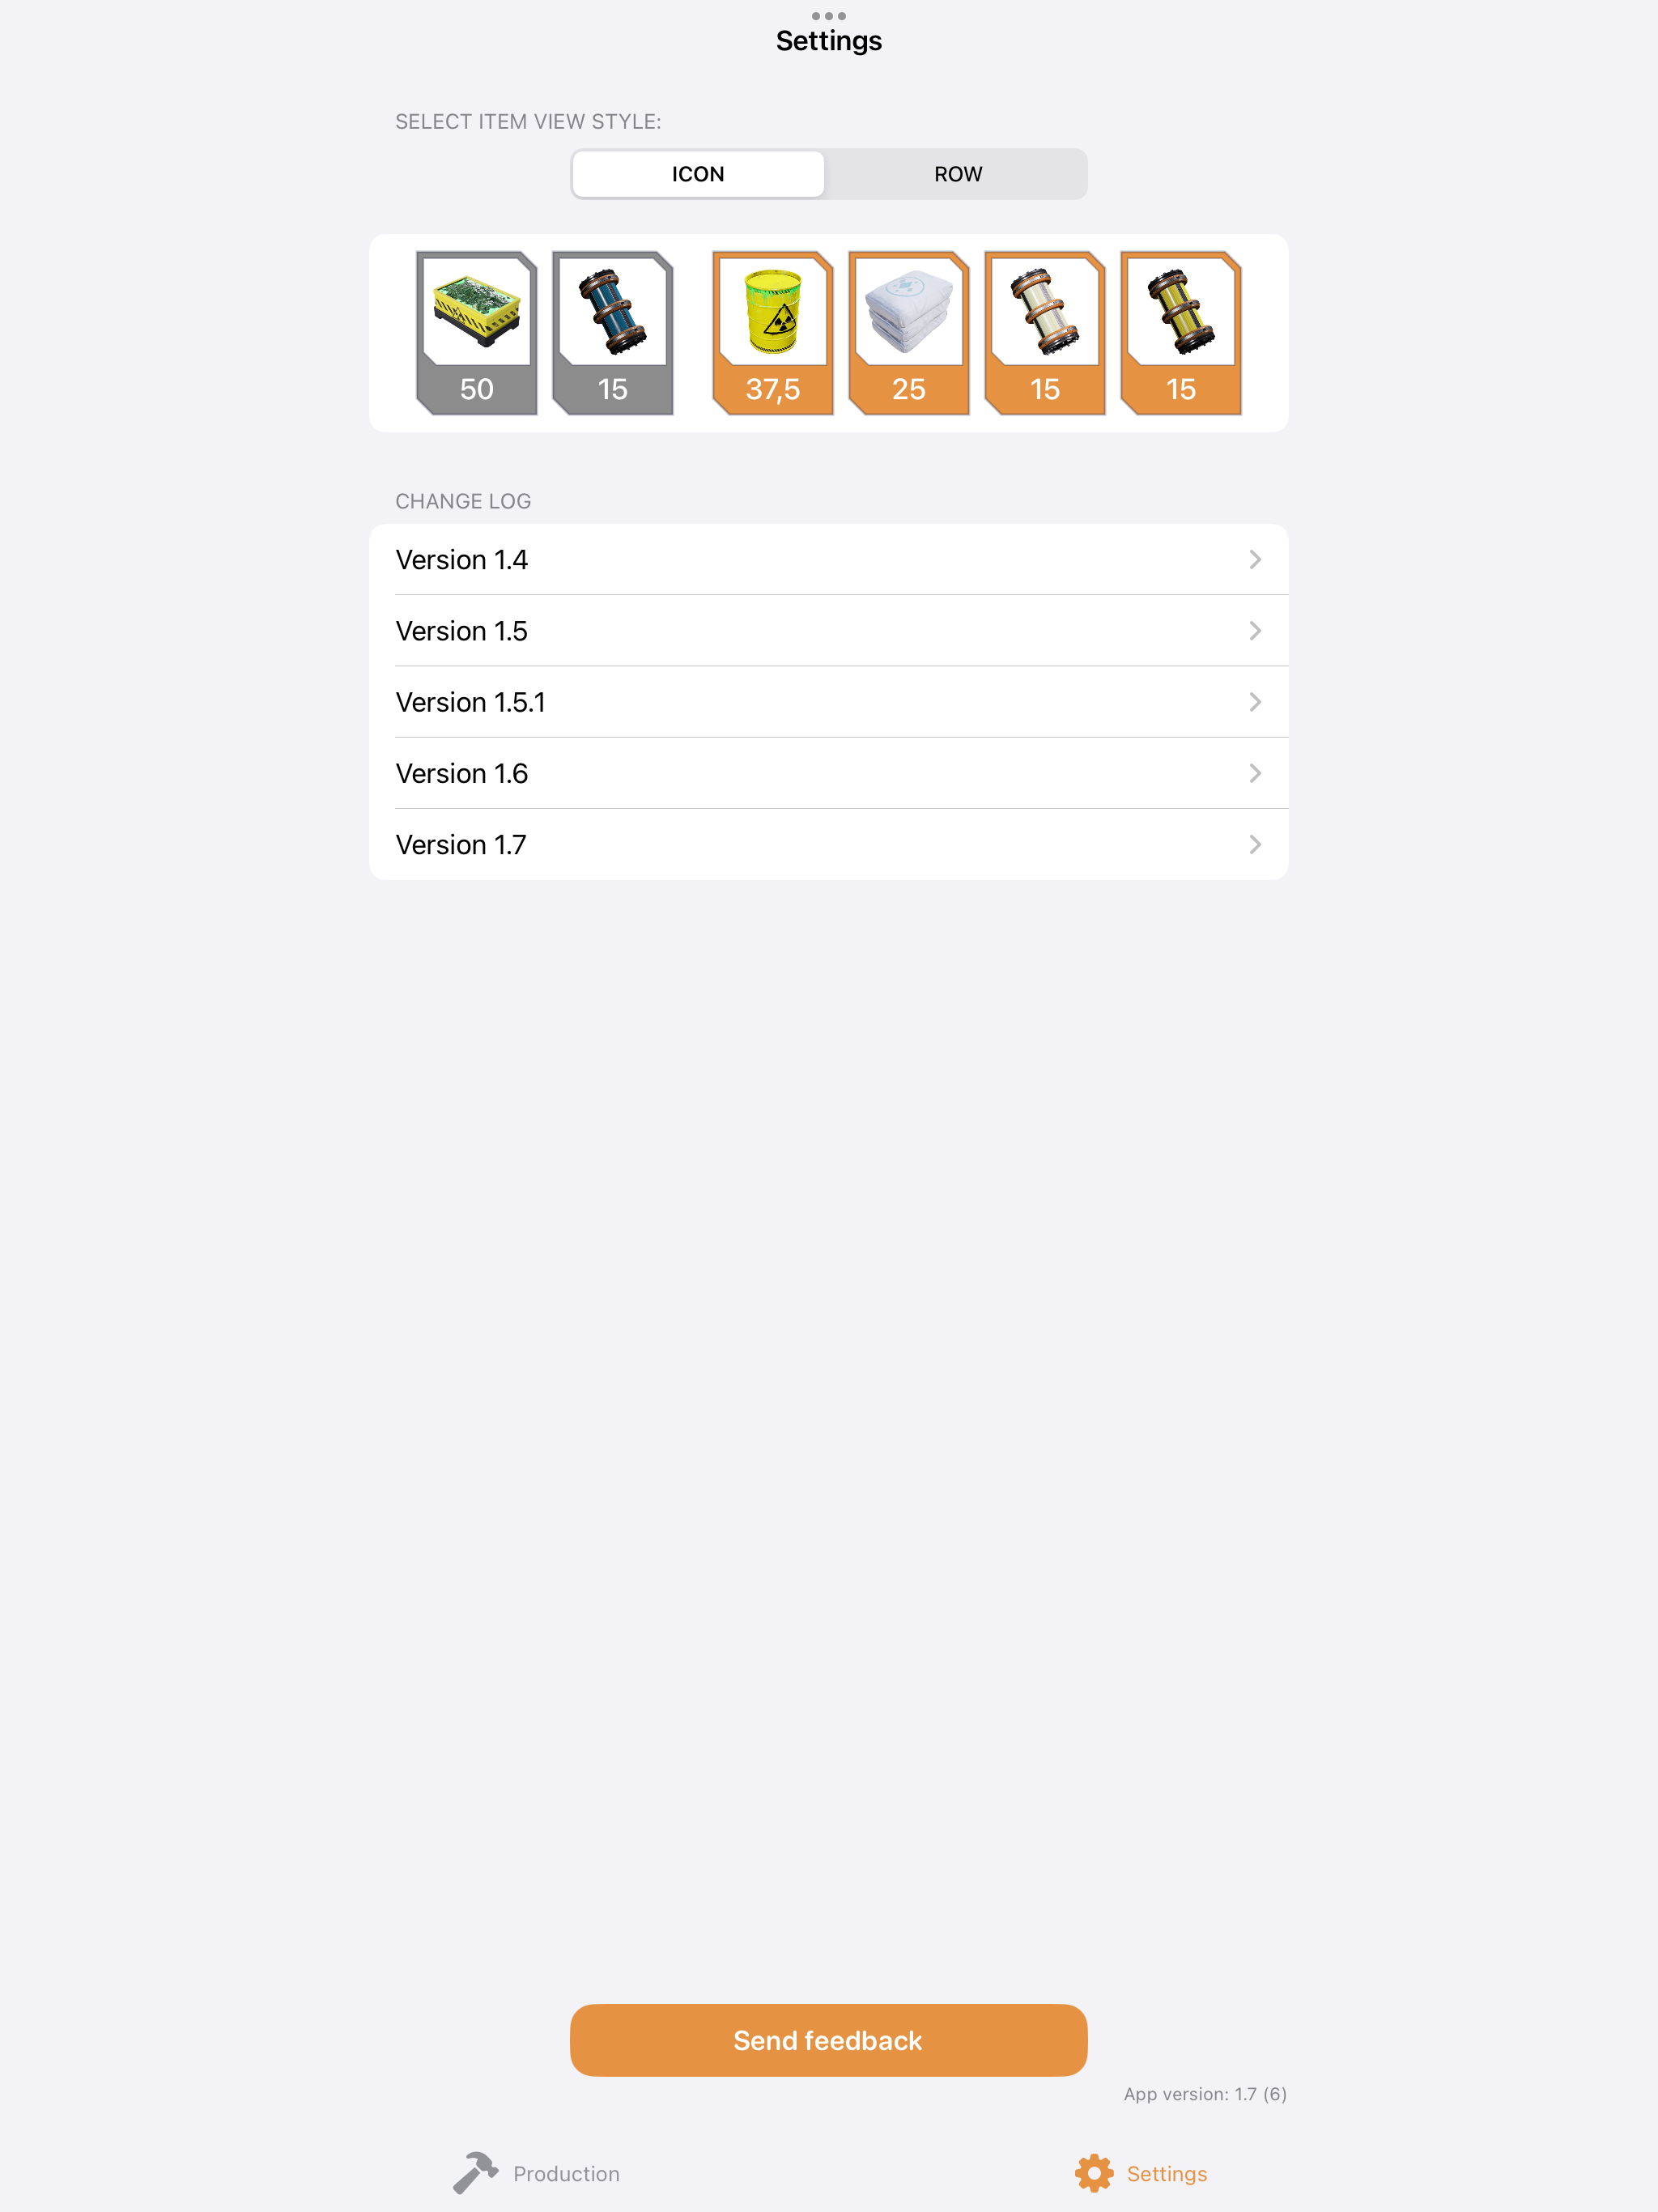 Settings
SELECT ITEM VIEW STYLE:
ICON ROW
50 15 37,5 25 15 15
CHANGE LOG
Version 1.4
Version 1.5
Version 1.5.1
Version 1.6
Version 1.7
Send feedback
App version: 1.7 (6)
Production Settings